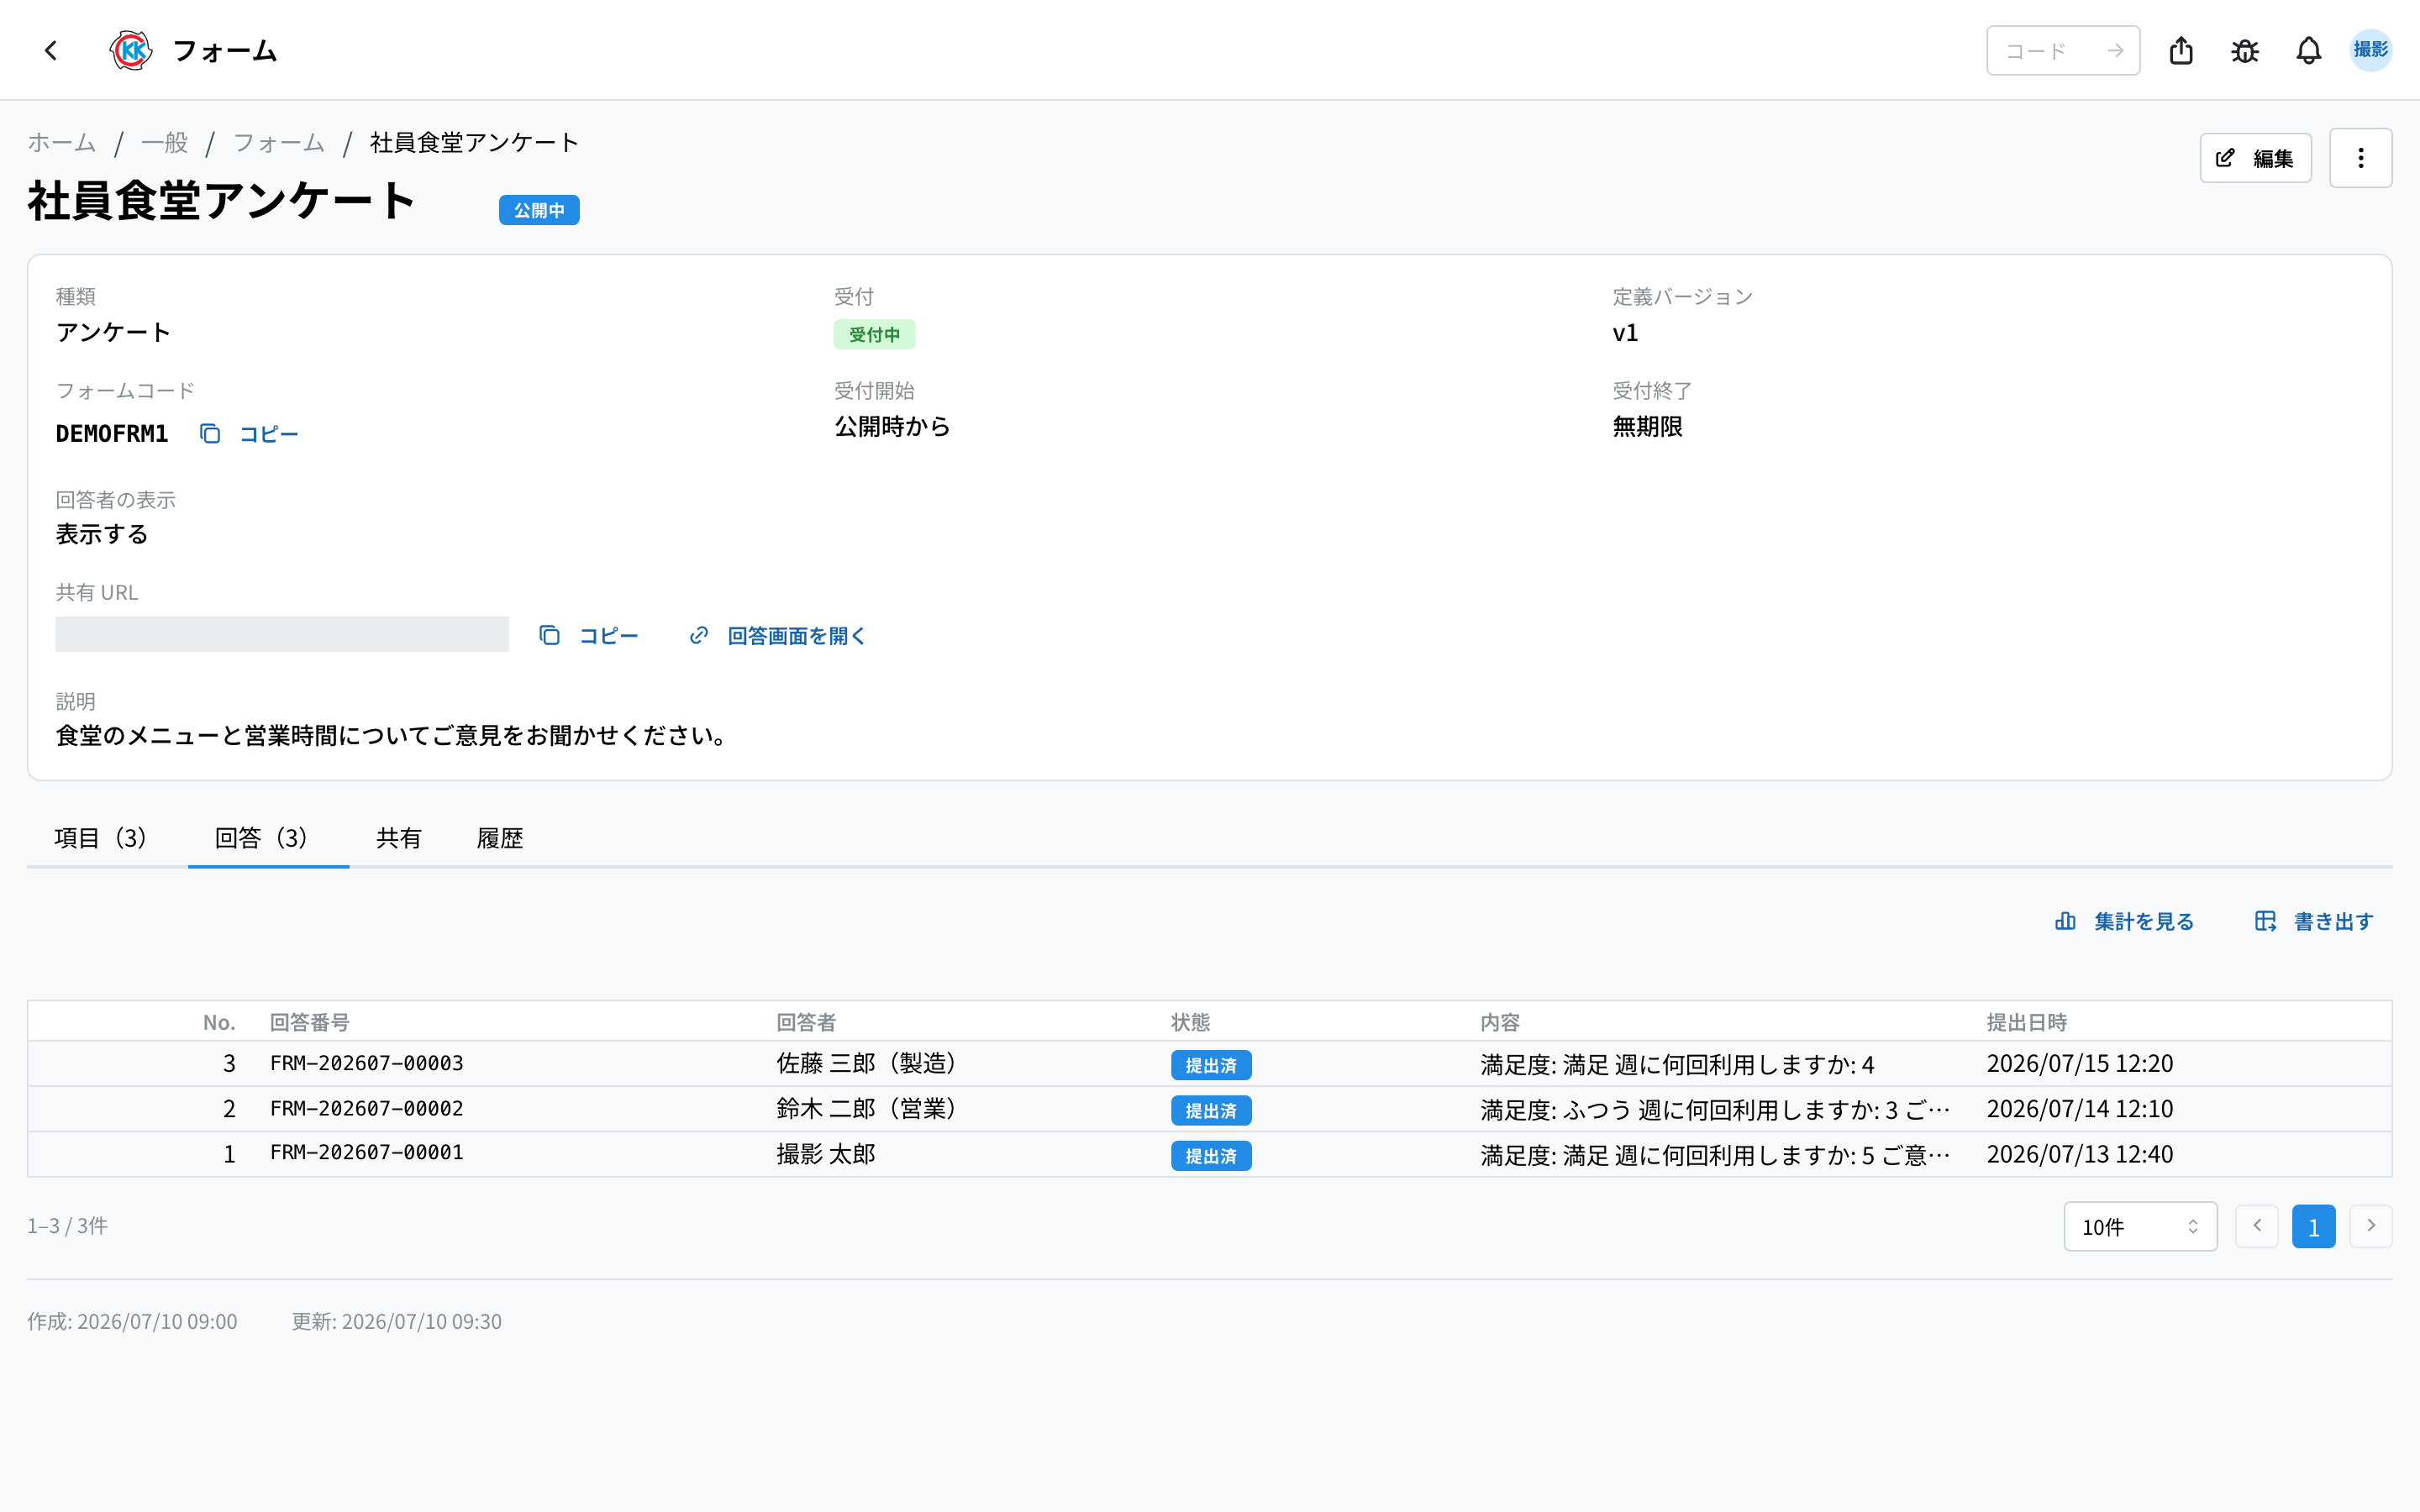 KK フォーム コード 撮影
ホーム / 一般 / フォーム / 社員食堂アンケート
編集
社員食堂アンケート 公開中
種類 受付 定義バージョン
アンケート 受付中 v1
フォームコード 受付開始 受付終了
DEMOFRM1 コピー 公開時から 無期限
回答者の表示
表示する
共有 URL
コピー 回答画面を開く
説明
食堂のメニューと営業時間についてご意見をお聞かせください。
項目（3） 回答（3） 共有 履歴
集計を見る 書き出す
No. 回答番号 回答者 状態 内容 提出日時
3 FRM-202607-00003 佐藤 三郎（製造） 提出済 満足度: 満足 週に何回利用しますか: 4 2026/07/15 12:20
2 FRM-202607-00002 鈴木 二郎（営業） 提出済 満足度: ふつう 週に何回利用しますか: 3 ご… 2026/07/14 12:10
1 FRM-202607-00001 撮影 太郎 提出済 満足度: 満足 週に何回利用しますか: 5 ご意… 2026/07/13 12:40
1–3 / 3件 10件 1
作成: 2026/07/10 09:00 更新: 2026/07/10 09:30